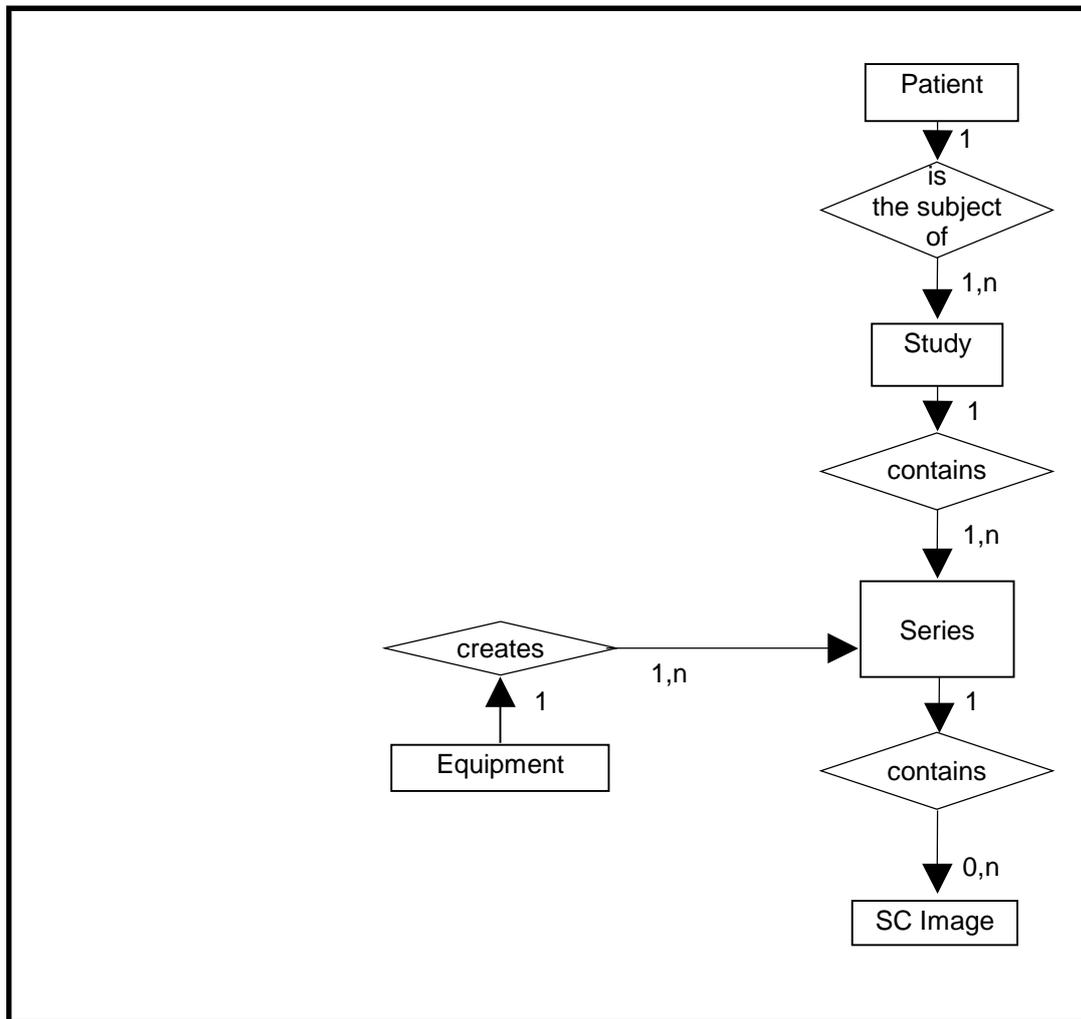 Patient
1
is
the subject
of
1,n
Study
1
contains
1,n
Series
creates
1,n
1
1
Equipment
contains
0,n
SC Image